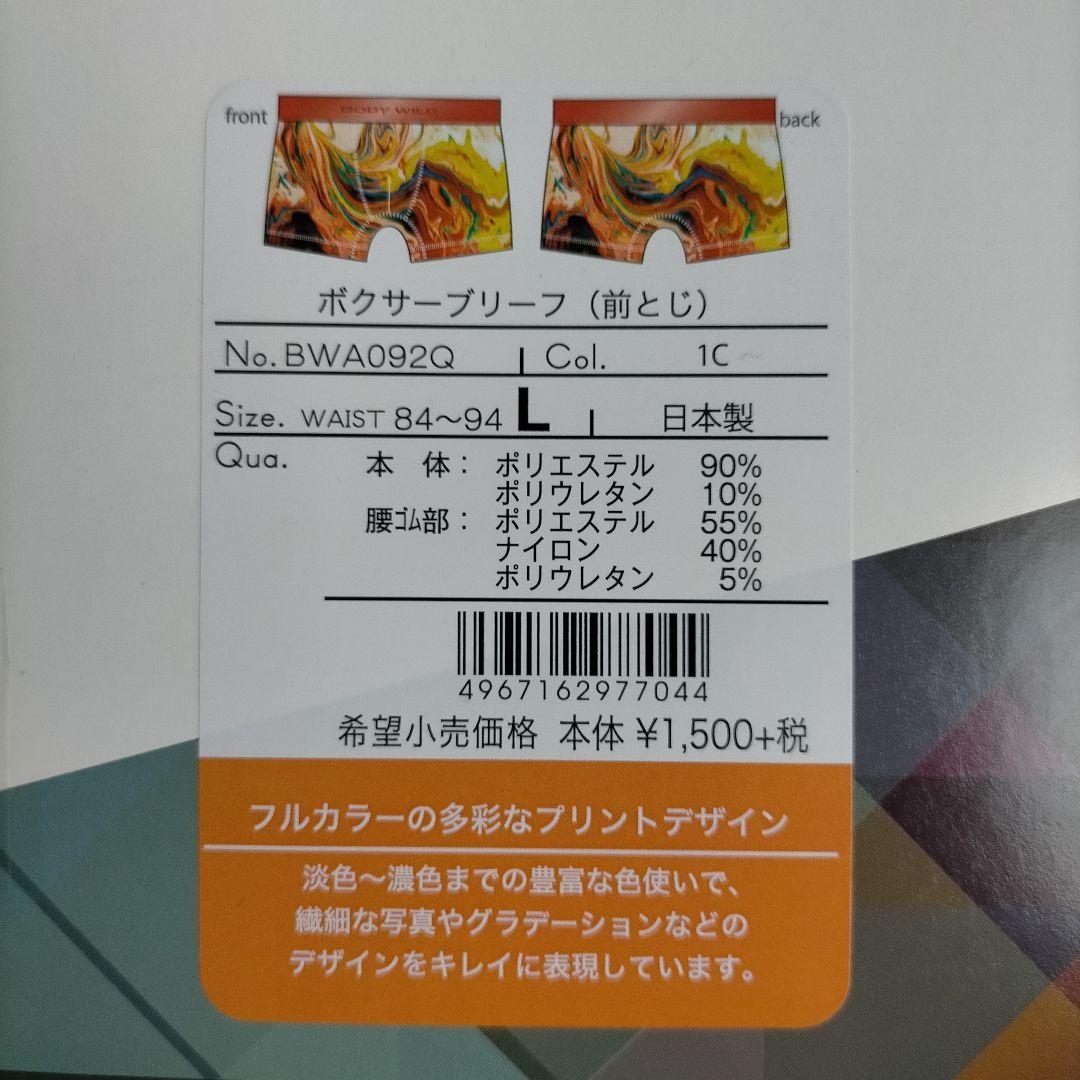 front
BODY WILD
back
ボクサーブリーフ（前とじ）
No. BWA092Q Col. 1C
Size. WAIST 84～94 L 日本製
Qua. 本　体： ポリエステル 90%
ポリウレタン 10%
腰ゴム部： ポリエステル 55%
ナイロン 40%
ポリウレタン 5%
4967162977044
希望小売価格 本体 ¥1,500+税
フルカラーの多彩なプリントデザイン
淡色～濃色までの豊富な色使いで、
繊細な写真やグラデーションなどの
デザインをキレイに表現しています。